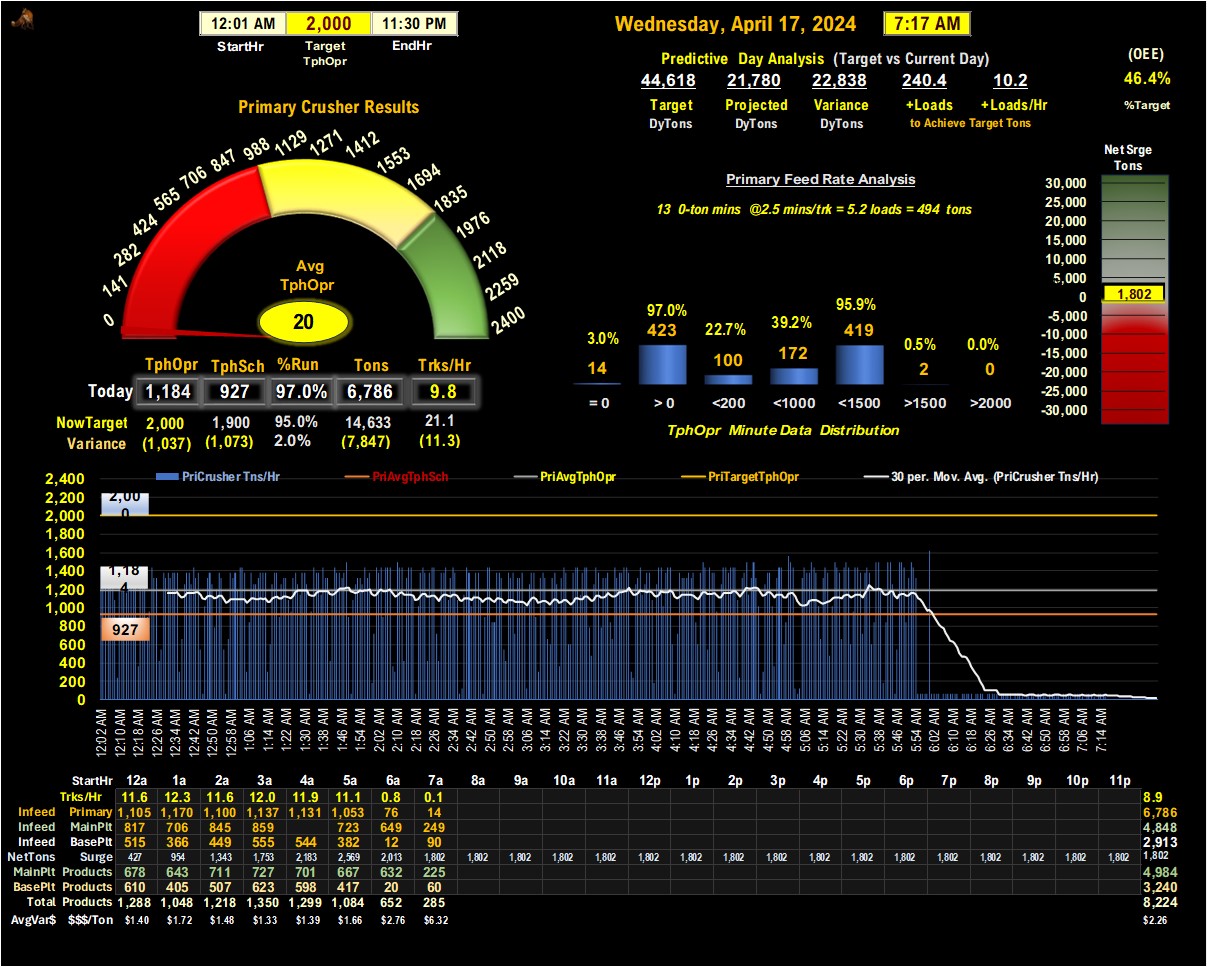 12:01 AM 2,000 11:30 PM
StartHr Target EndHr
TphOpr
Wednesday, April 17, 2024 7:17 AM
Predictive Day Analysis (Target vs Current Day)
44,618 21,780 22,838 240.4 10.2
Target Projected Variance +Loads +Loads/Hr
DyTons DyTons DyTons to Achieve Target Tons
(OEE)
46.4%
%Target
Primary Crusher Results
0 141 282 424 565 706 847 988 1129 1271 1412 1553 1694 1835 1976 2118 2259 2400
Avg
TphOpr
20
TphOpr TphSch %Run Tons Trks/Hr
Today 1,184 927 97.0% 6,786 9.8
NowTarget 2,000 1,900 95.0% 14,633 21.1
Variance (1,037) (1,073) 2.0% (7,847) (11.3)
Primary Feed Rate Analysis
13 0-ton mins @2.5 mins/trk = 5.2 loads = 494 tons
3.0% 97.0% 22.7% 39.2% 95.9% 0.5% 0.0%
14 423 100 172 419 2 0
= 0 > 0 <200 <1000 <1500 >1500 >2000
TphOpr Minute Data Distribution
Net Srge
Tons
30,000
25,000
20,000
15,000
10,000
5,000
0
1,802
-5,000
-10,000
-15,000
-20,000
-25,000
-30,000
PriCrusher Tns/Hr PriAvgTphSch PriAvgTphOpr PriTargetTphOpr 30 per. Mov. Avg. (PriCrusher Tns/Hr)
2,400
2,200
2,000
1,800
1,600
1,400
1,200
1,000
800
600
400
200
0
2,00
0
1,18
4
927
12:02 AM 12:10 AM 12:18 AM 12:26 AM 12:34 AM 12:42 AM 12:50 AM 12:58 AM 1:06 AM 1:14 AM 1:22 AM 1:30 AM 1:38 AM 1:46 AM 1:54 AM 2:02 AM 2:10 AM 2:18 AM 2:26 AM 2:34 AM 2:42 AM 2:50 AM 2:58 AM 3:06 AM 3:14 AM 3:22 AM 3:30 AM 3:38 AM 3:46 AM 3:54 AM 4:02 AM 4:10 AM 4:18 AM 4:26 AM 4:34 AM 4:42 AM 4:50 AM 4:58 AM 5:06 AM 5:14 AM 5:22 AM 5:30 AM 5:38 AM 5:46 AM 5:54 AM 6:02 AM 6:10 AM 6:18 AM 6:26 AM 6:34 AM 6:42 AM 6:50 AM 6:58 AM 7:06 AM 7:14 AM
StartHr 12a 1a 2a 3a 4a 5a 6a 7a 8a 9a 10a 11a 12p 1p 2p 3p 4p 5p 6p 7p 8p 9p 10p 11p
Trks/Hr 11.6 12.3 11.6 12.0 11.9 11.1 0.8 0.1 8.9
Infeed Primary 1,105 1,170 1,100 1,137 1,131 1,053 76 14 6,786
Infeed MainPlt 817 706 845 859 723 649 249 4,848
Infeed BasePlt 515 366 449 555 544 382 12 90 2,913
NetTons Surge 427 954 1,343 1,753 2,183 2,569 2,013 1,802 1,802 1,802 1,802 1,802 1,802 1,802 1,802 1,802 1,802 1,802 1,802 1,802 1,802 1,802 1,802 1,802 1,802
MainPlt Products 678 643 711 727 701 667 632 225 4,984
BasePlt Products 610 405 507 623 598 417 20 60 3,240
Total Products 1,288 1,048 1,218 1,350 1,299 1,084 652 285 8,224
AvgVar$ $$$/Ton $1.40 $1.72 $1.48 $1.33 $1.39 $1.66 $2.76 $6.32 $2.26